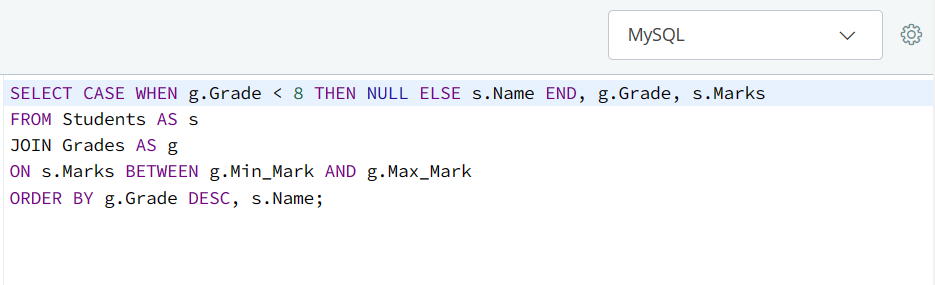 MySQL
SELECT CASE WHEN g.Grade < 8 THEN NULL ELSE s.Name END, g.Grade, s.Marks
FROM Students AS s
JOIN Grades AS g
ON s.Marks BETWEEN g.Min_Mark AND g.Max_Mark
ORDER BY g.Grade DESC, s.Name;